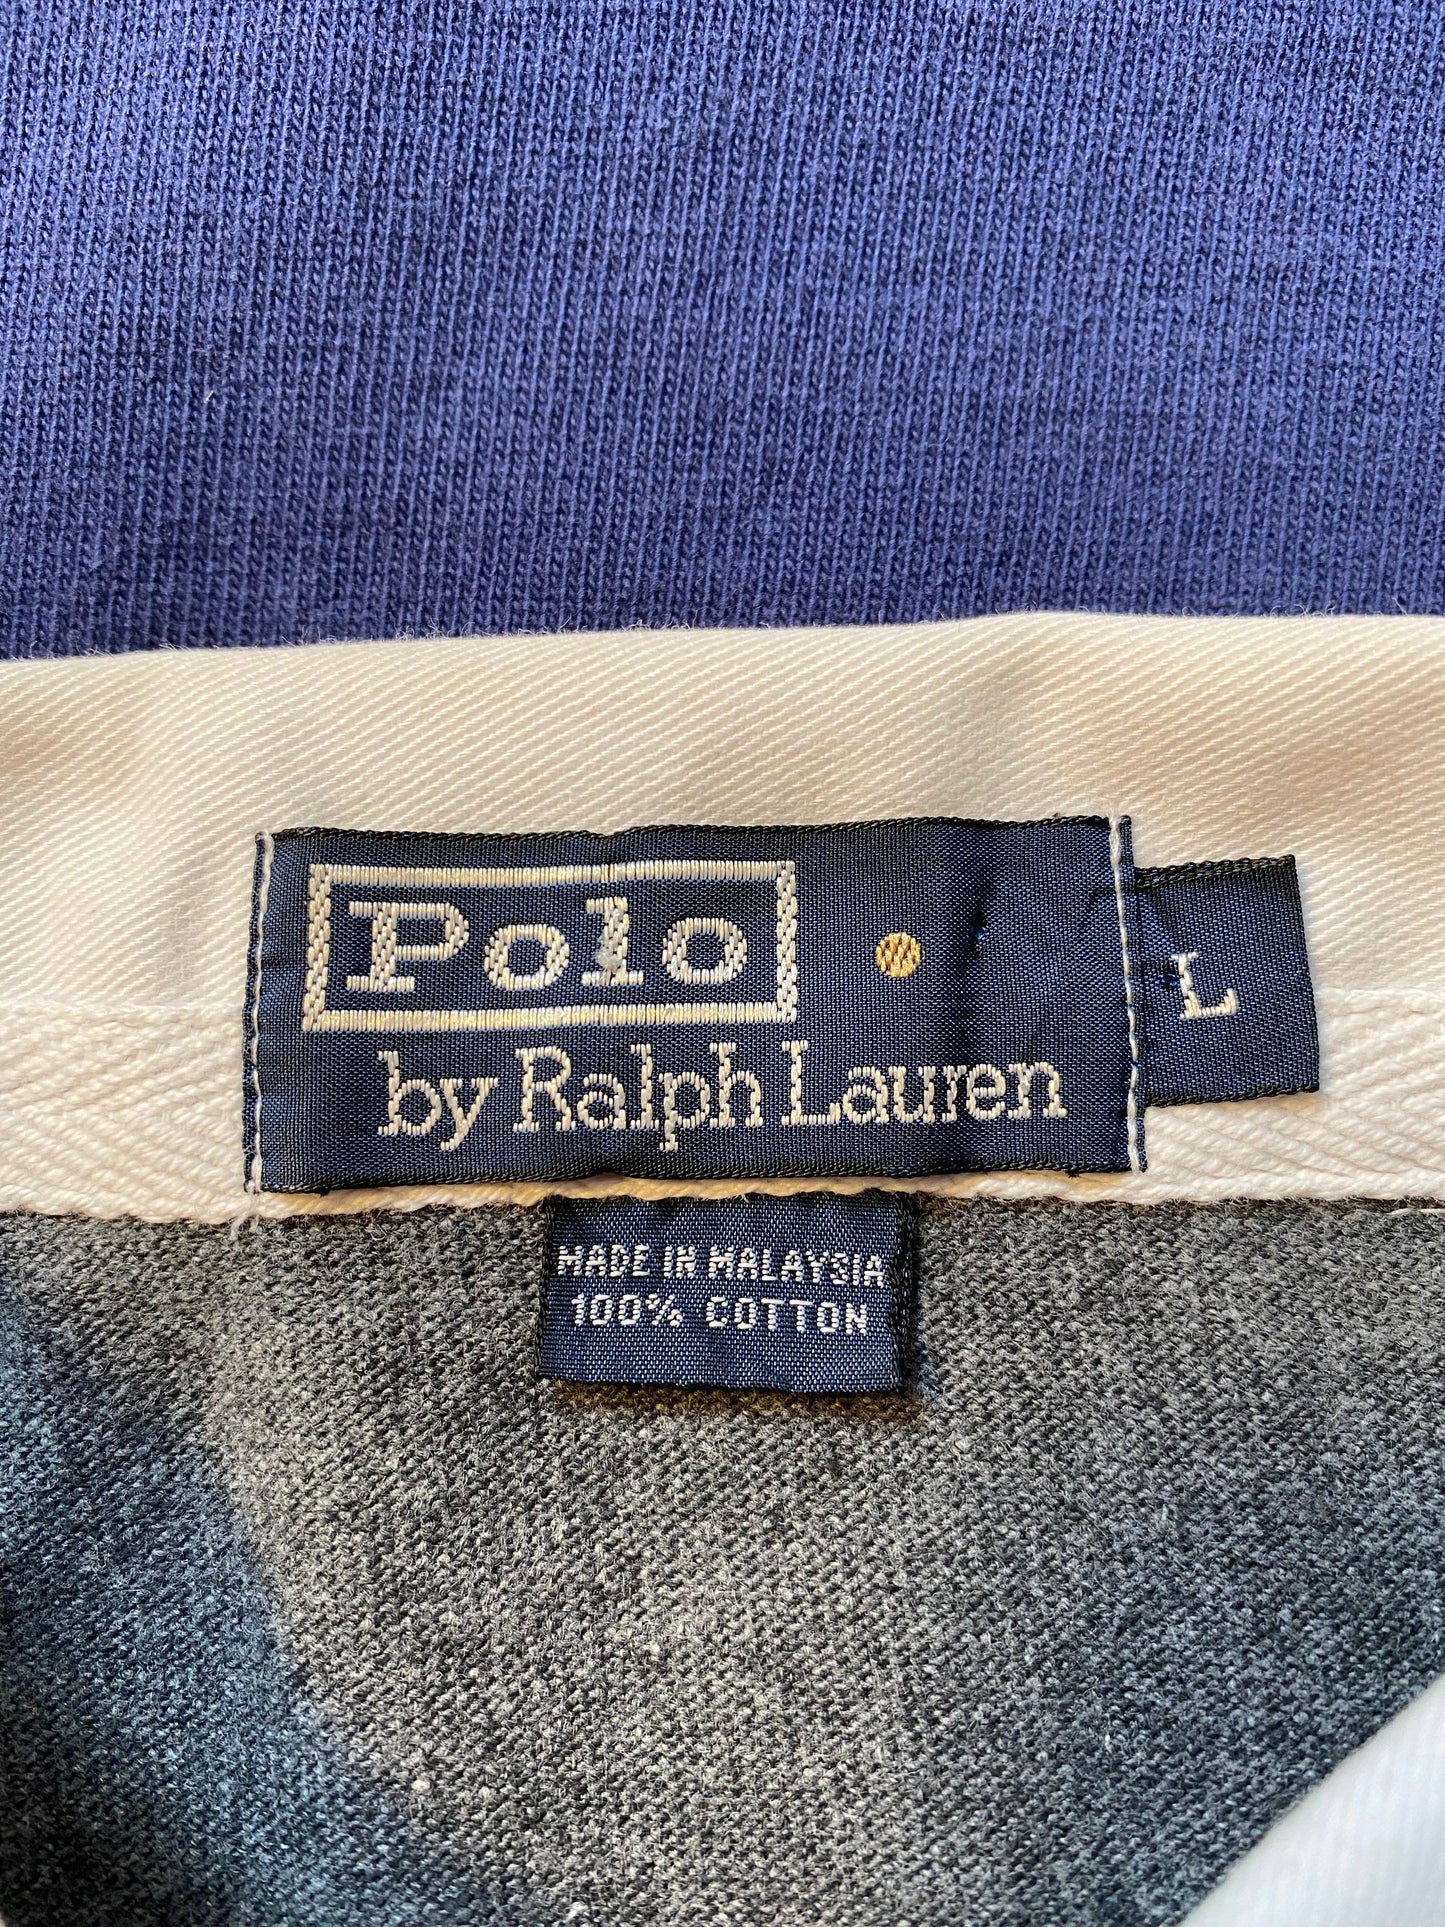 Polo
by Ralph Lauren
L
MADE IN MALAYSIA
100% COTTON